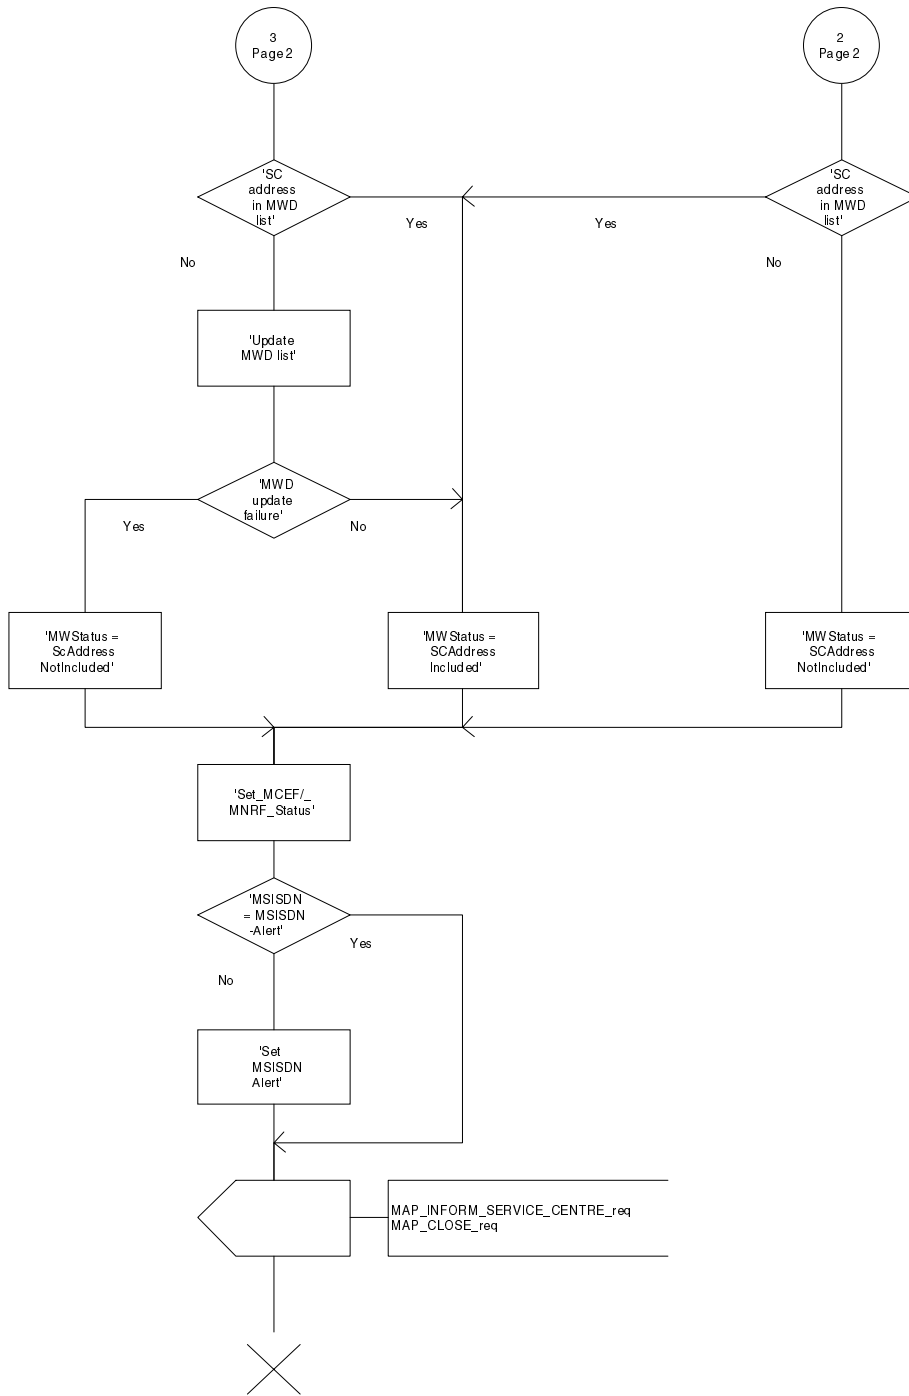 3
Page 2
2
Page 2
'SC
address
in MWD
list'
'SC
address
in MWD
list'
Yes
Yes
No
No
'Update
MWD list'
'MWD
update
failure'
Yes
No
'MWStatus =
ScAddress
NotIncluded'
'MWStatus =
SCAddress
Included'
'MWStatus =
SCAddress
NotIncluded'
'Set_MCEF/_
MNRF_Status'
'MSISDN
= MSISDN
-Alert'
Yes
No
'Set
MSISDN
Alert'
MAP_INFORM_SERVICE_CENTRE_req
MAP_CLOSE_req